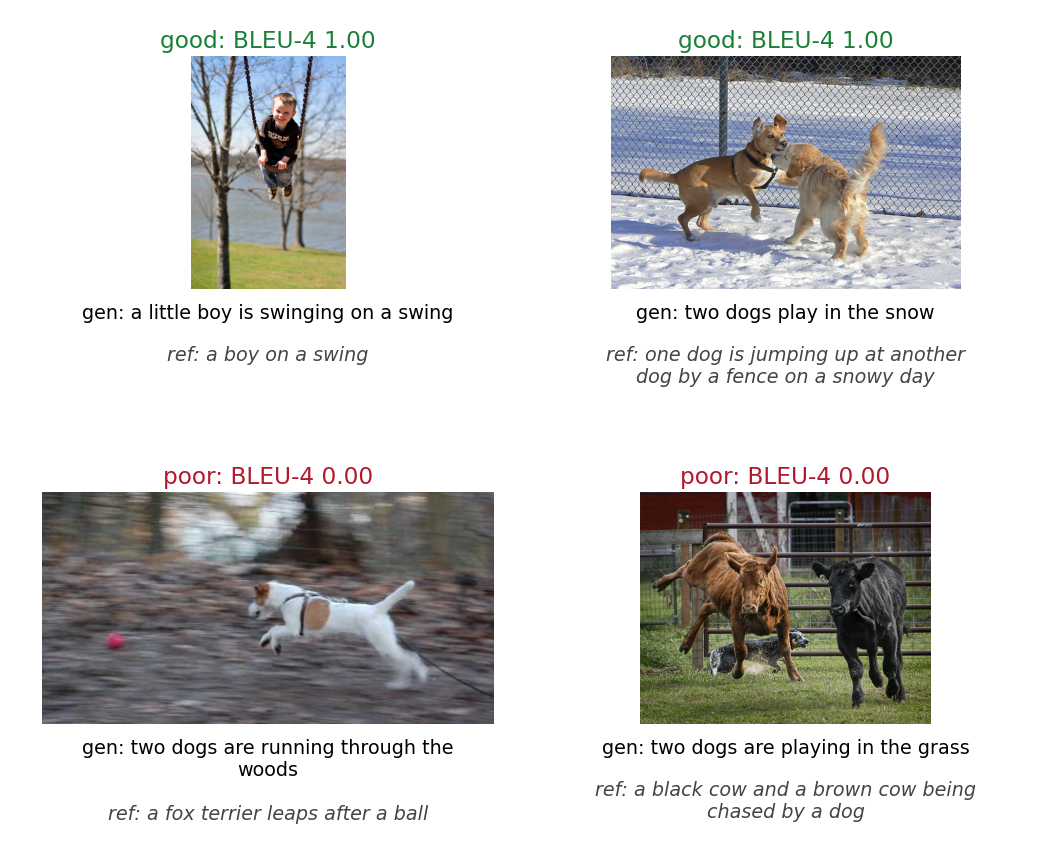 good: BLEU-4 1.00
gen: a little boy is swinging on a swing
ref: a boy on a swing
good: BLEU-4 1.00
gen: two dogs play in the snow
ref: one dog is jumping up at another
dog by a fence on a snowy day
poor: BLEU-4 0.00
gen: two dogs are running through the
woods
ref: a fox terrier leaps after a ball
poor: BLEU-4 0.00
gen: two dogs are playing in the grass
ref: a black cow and a brown cow being
chased by a dog